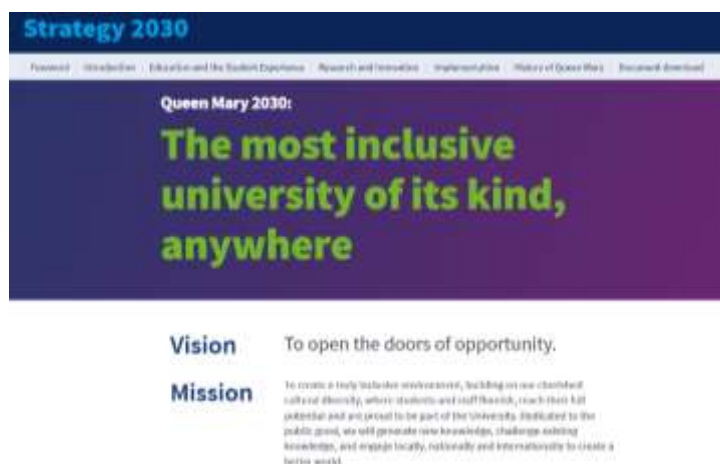 Strategy 2030
Foreword Introduction Education and the Student Experience Research and Innovation Implementation History of Queen Mary Document download
Queen Mary 2030:
The most inclusive
university of its kind,
anywhere
Vision
To open the doors of opportunity.
Mission
To create a truly inclusive environment, building on our cherished
cultural diversity, where students and staff flourish, reach their full
potential and are proud to be part of the University. Dedicated to the
public good, we will generate new knowledge, challenge existing
knowledge, and engage locally, nationally and internationally to create a
better world.